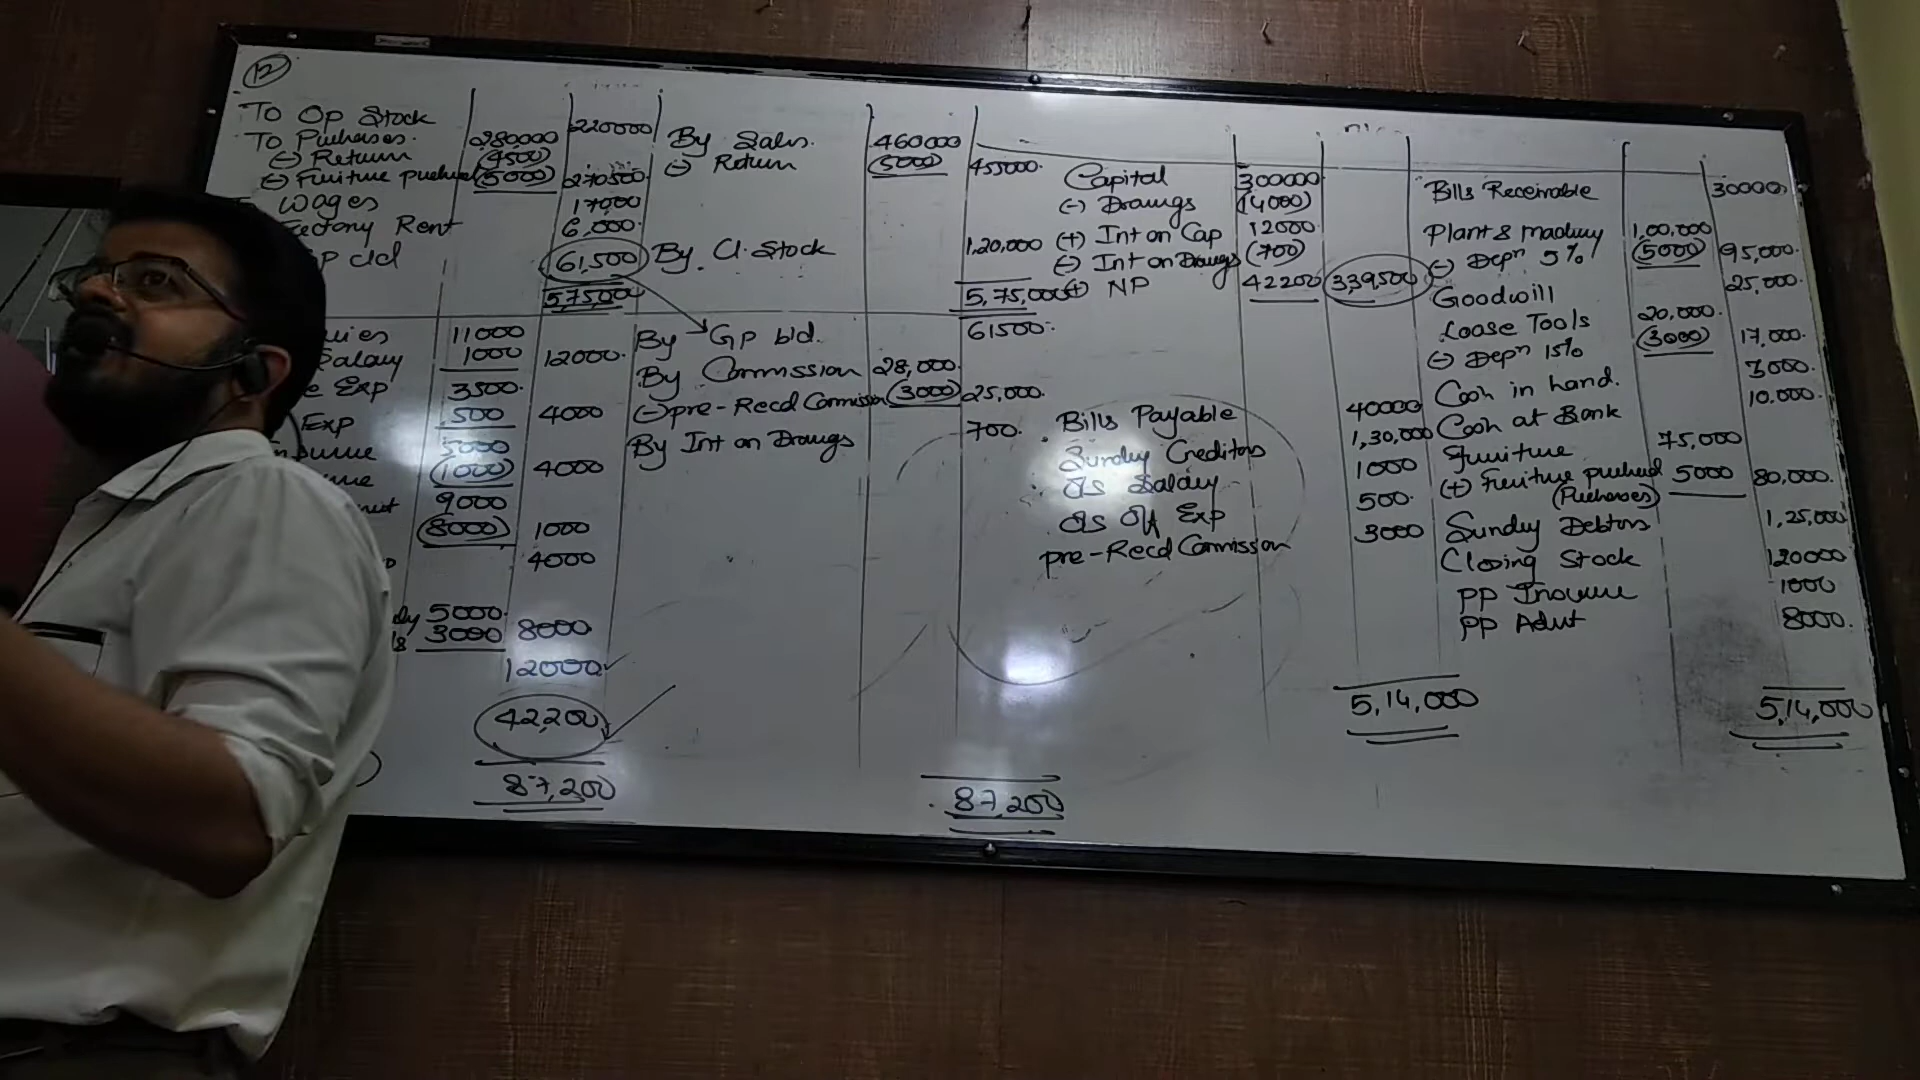 12
To Op Stock 220000
To Purchases. 280000
(-) Return (4500)
(-) Furniture purchased (5000) 270500
Wages 17000
Factory Rent 6,000
GP c/d 61,500
575000
By Sales. 460000
(-) Return (5000) 455000
By Cl. Stock 1,20,000
5,75,000
11000
Salary 1000 12000
Exp 3500
Exp 500 4000
5000
(1000) 4000
9000
(8000) 1000
4000
5000
3000 8000
12000
42,200
87,200
By GP b/d. 61500
By Commission 28,000
(-) pre-Recd Commission (3000) 25,000
By Int on Drawgs 700
87,200
Capital 300000
(-) Drawgs (4000)
(+) Int on Cap 12000
(-) Int on Drawgs (700)
(+) NP 42200 339500
Bills Payable 40000
Sundry Creditors 1,30,000
OS Salary 1000
OS Off Exp 500
pre-Recd Commission 3000
5,14,000
Bills Receivable 30000
Plant & Machinery 1,00,000
(-) Depn 5% (5000) 95,000
Goodwill 25,000
Loose Tools 20,000
(-) Depn 15% (3000) 17,000
Cash in hand. 3000
Cash at Bank 10,000
Furniture 75,000
(+) Furniture purchased 5000 80,000
(Purchases)
Sundry Debtors 1,25,000
Closing Stock 120000
PP Insurance 1000
PP Advt 8000
5,14,000